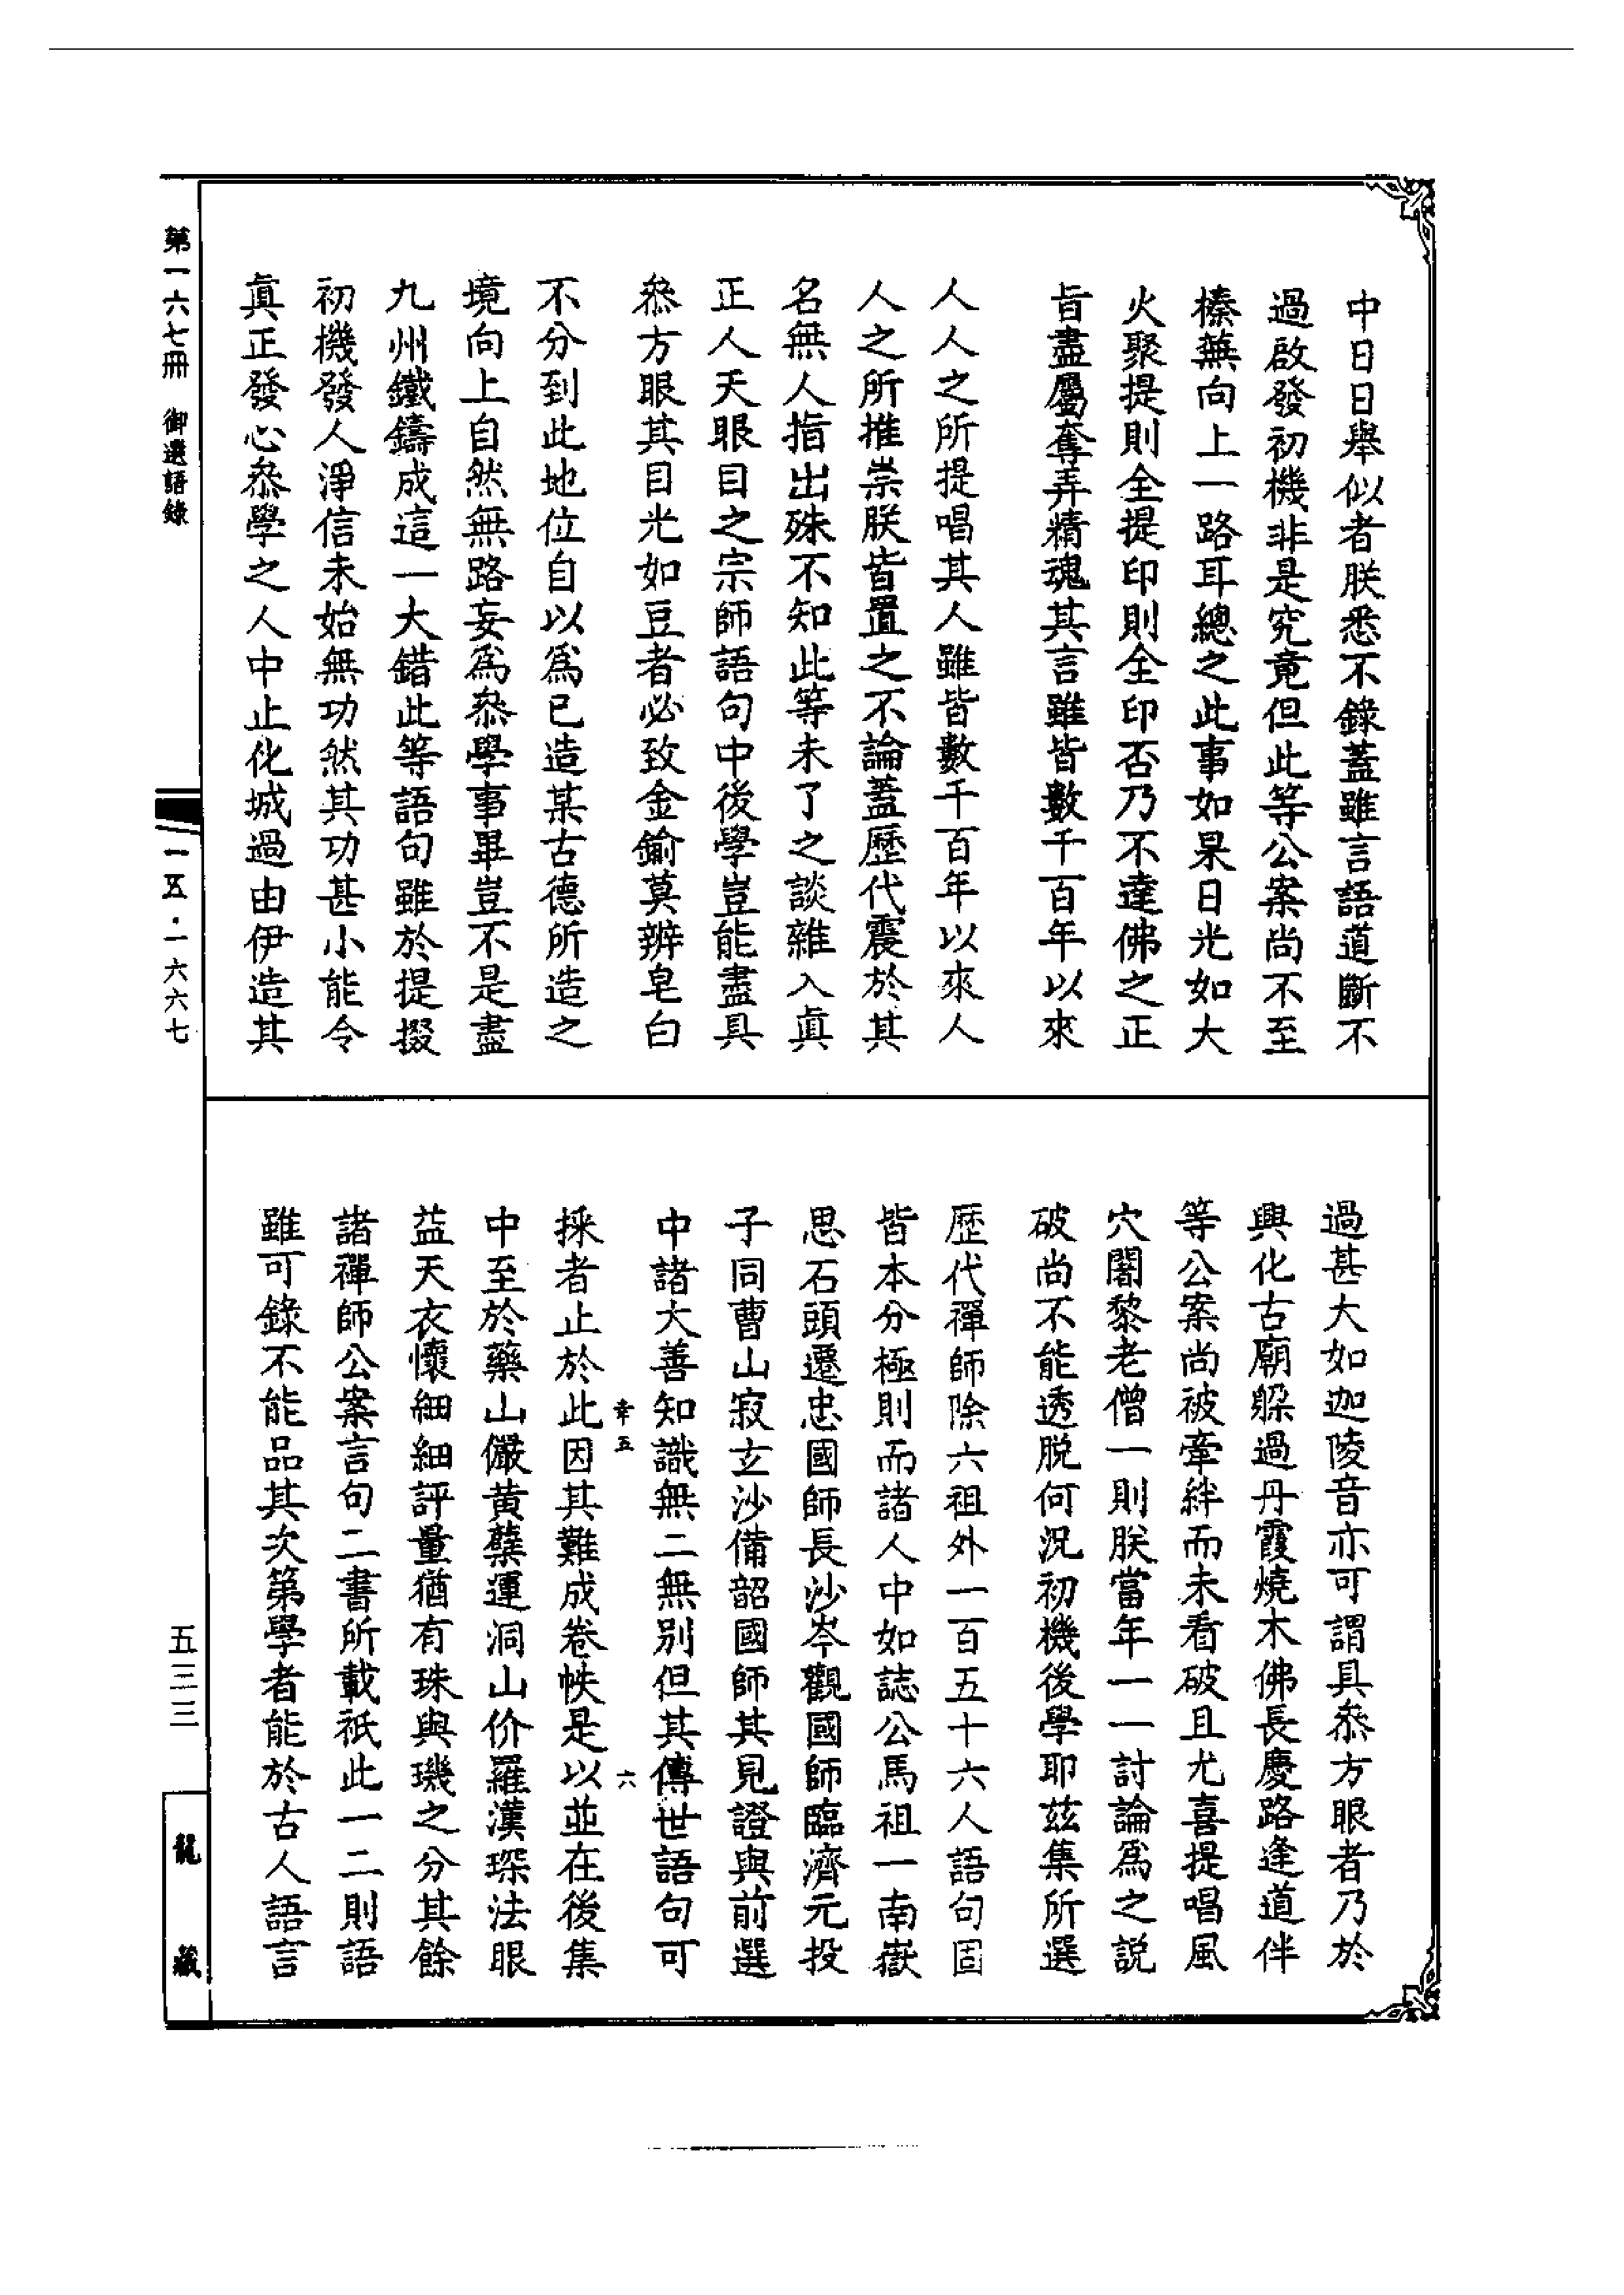 中日日舉似者朕悉不錄蓋雖言語道斷不
過啟發初機非是究竟但此等公案尚不至
榛蕪向上一路耳總之此事如杲日光如大
火聚提則全提印則全印否乃不達佛之正
旨盡屬奪弄精魂其言雖皆數千百年以來
人人之所提唱其人雖皆數千百年以來人
人之所推崇朕皆置之不論蓋歷代震於其
名無人指出殊不知此等未了之談雜入真
正人天眼目之宗師語句中後學豈能盡具
叅方眼其目光如豆者必致金鍮莫辨皂白
不分到此地位自以為已造某古德所造之
境向上自然無路妄為叅學事畢豈不是盡
九州鐵鑄成這一大錯此等語句雖於提掇
初機發人淨信未始無功然其功甚小能令
真正發心叅學之人中止化城過由伊造其
過甚大如迦陵音亦可謂具叅方眼者乃於
興化古廟躲過丹霞燒木佛長慶路逢道伴
等公案尚被牽絆而未看破且尤喜提唱風
穴闍黎老僧一則朕當年一一討論為之説
破尚不能透脱何況初機後學耶茲集所選
歷代禪師除六祖外一百五十六人語句固
皆本分極則而諸人中如誌公馬祖一南嶽
思石頭遷忠國師長沙岑觀國師臨濟元投
子同曹山寂玄沙備韶國師其見證與前選
中諸大善知識無二無別但其傳世語句可
幸五
六
採者止於此因其難成卷帙是以並在後集
中至於藥山儼黃檗運洞山价羅漢琛法眼
益天衣懷細細評量猶有珠與璣之分其餘
諸禪師公案言句二書所載祇此一二則語
雖可錄不能品其次第學者能於古人語言
第一六七冊 御選語錄
一五·一六六七
五三三
龍藏